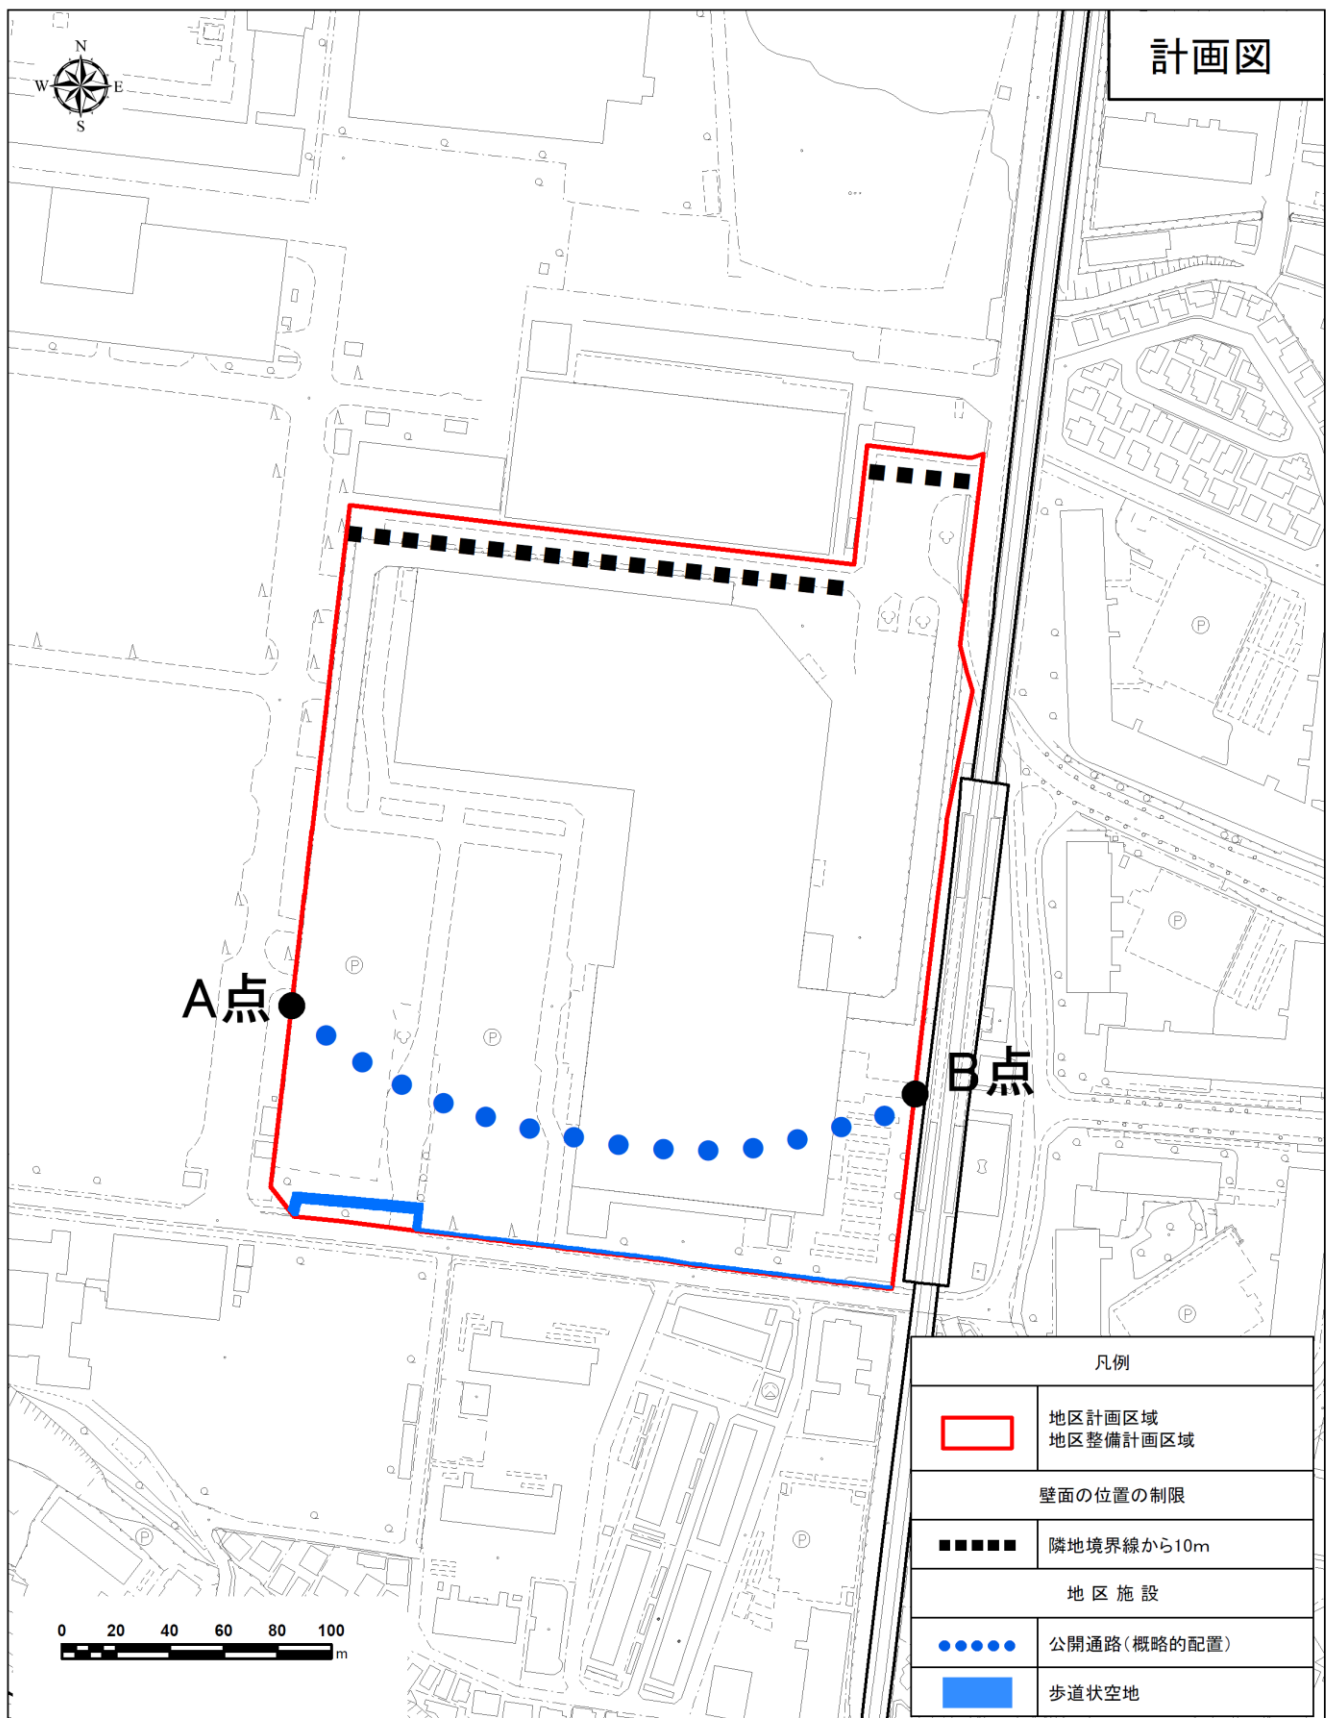 計画図
N
W E
S
P
A点
P
P
P
B点
P
P
P
凡例
地区計画区域
地区整備計画区域
壁面の位置の制限
隣地境界線から10m
地 区 施 設
公開通路(概略的配置)
歩道状空地
0 20 40 60 80 100
m